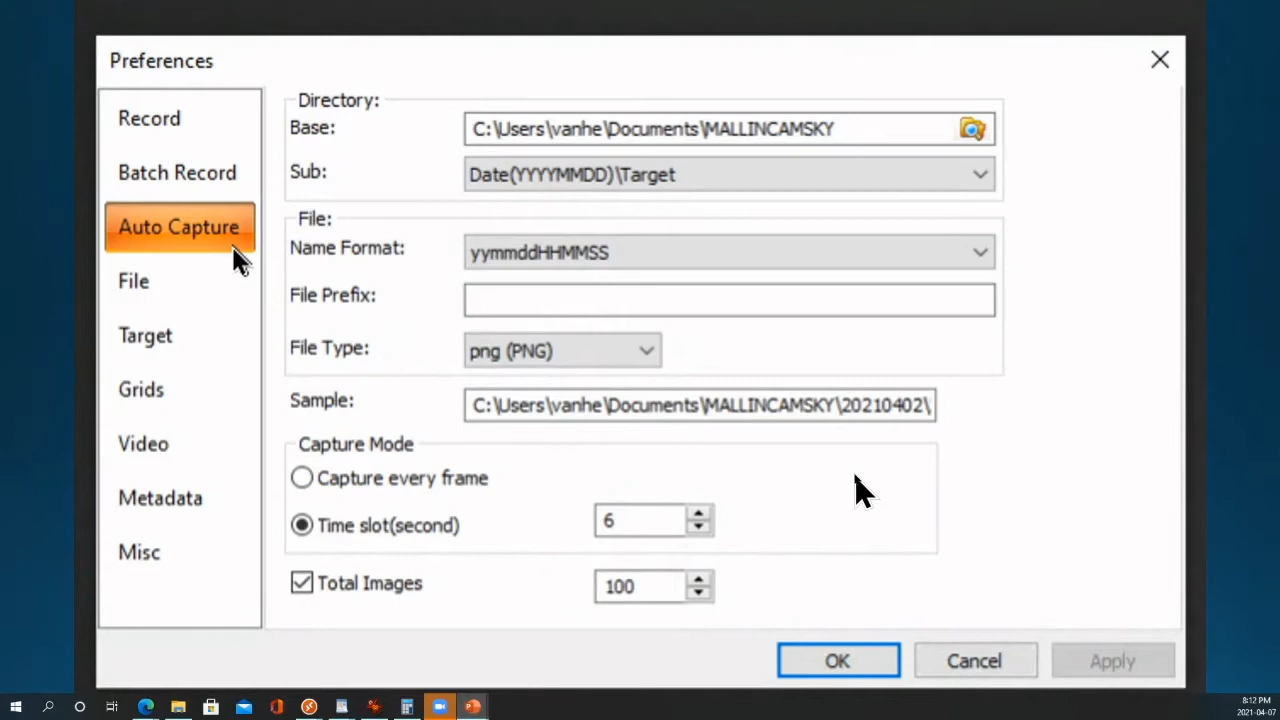 Preferences
Record
Batch Record
Auto Capture
File
Target
Grids
Video
Metadata
Misc
Directory:
Base: C:\Users\vanhe\Documents\MALLINCAMSKY
Sub: Date(YYYYMMDD)\Target
File:
Name Format: yymmddHHMMSS
File Prefix:
File Type: png (PNG)
Sample: C:\Users\vanhe\Documents\MALLINCAMSKY\20210402\
Capture Mode
Capture every frame
Time slot(second) 6
Total Images 100
OK Cancel Apply
8:12 PM
2021-04-07